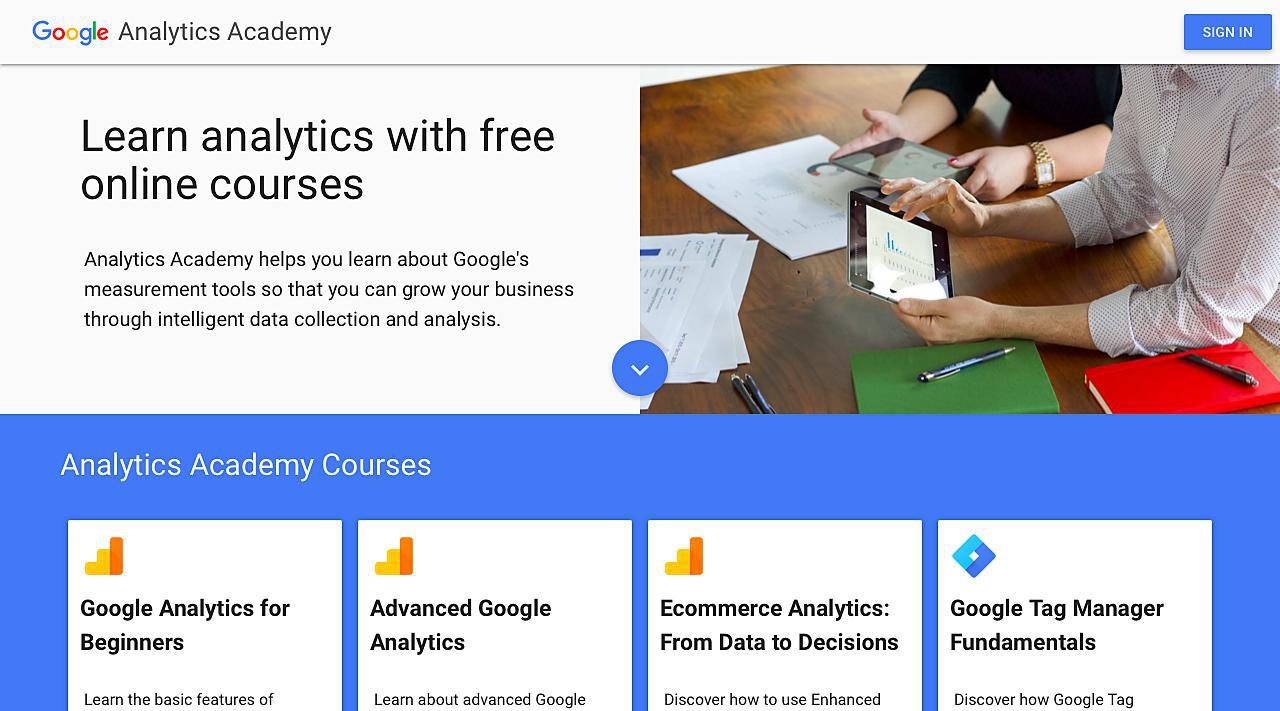 Google Analytics Academy
SIGN IN
Learn analytics with free
online courses
Analytics Academy helps you learn about Google's
measurement tools so that you can grow your business
through intelligent data collection and analysis.
Analytics Academy Courses
Google Analytics for
Beginners
Learn the basic features of
Advanced Google
Analytics
Learn about advanced Google
Ecommerce Analytics:
From Data to Decisions
Discover how to use Enhanced
Google Tag Manager
Fundamentals
Discover how Google Tag